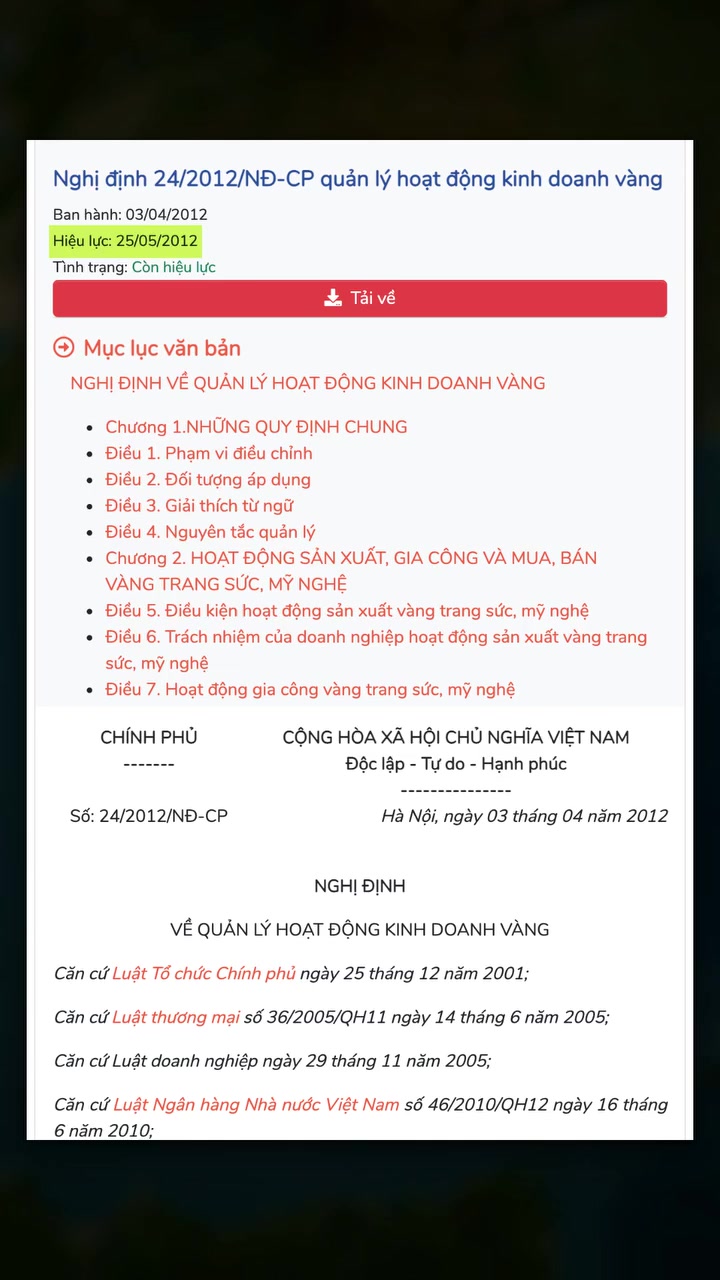 Nghị định 24/2012/NĐ-CP quản lý hoạt động kinh doanh vàng
Ban hành: 03/04/2012
Hiệu lực: 25/05/2012
Tình trạng: Còn hiệu lực
Tải về
Mục lục văn bản
NGHỊ ĐỊNH VỀ QUẢN LÝ HOẠT ĐỘNG KINH DOANH VÀNG
Chương 1.NHỮNG QUY ĐỊNH CHUNG
Điều 1. Phạm vi điều chỉnh
Điều 2. Đối tượng áp dụng
Điều 3. Giải thích từ ngữ
Điều 4. Nguyên tắc quản lý
Chương 2. HOẠT ĐỘNG SẢN XUẤT, GIA CÔNG VÀ MUA, BÁN
VÀNG TRANG SỨC, MỸ NGHỆ
Điều 5. Điều kiện hoạt động sản xuất vàng trang sức, mỹ nghệ
Điều 6. Trách nhiệm của doanh nghiệp hoạt động sản xuất vàng trang
sức, mỹ nghệ
Điều 7. Hoạt động gia công vàng trang sức, mỹ nghệ
CHÍNH PHỦ
-------
CỘNG HÒA XÃ HỘI CHỦ NGHĨA VIỆT NAM
Độc lập - Tự do - Hạnh phúc
---------------
Số: 24/2012/NĐ-CP
Hà Nội, ngày 03 tháng 04 năm 2012
NGHỊ ĐỊNH
VỀ QUẢN LÝ HOẠT ĐỘNG KINH DOANH VÀNG
Căn cứ Luật Tổ chức Chính phủ ngày 25 tháng 12 năm 2001;
Căn cứ Luật thương mại số 36/2005/QH11 ngày 14 tháng 6 năm 2005;
Căn cứ Luật doanh nghiệp ngày 29 tháng 11 năm 2005;
Căn cứ Luật Ngân hàng Nhà nước Việt Nam số 46/2010/QH12 ngày 16 tháng
6 năm 2010;